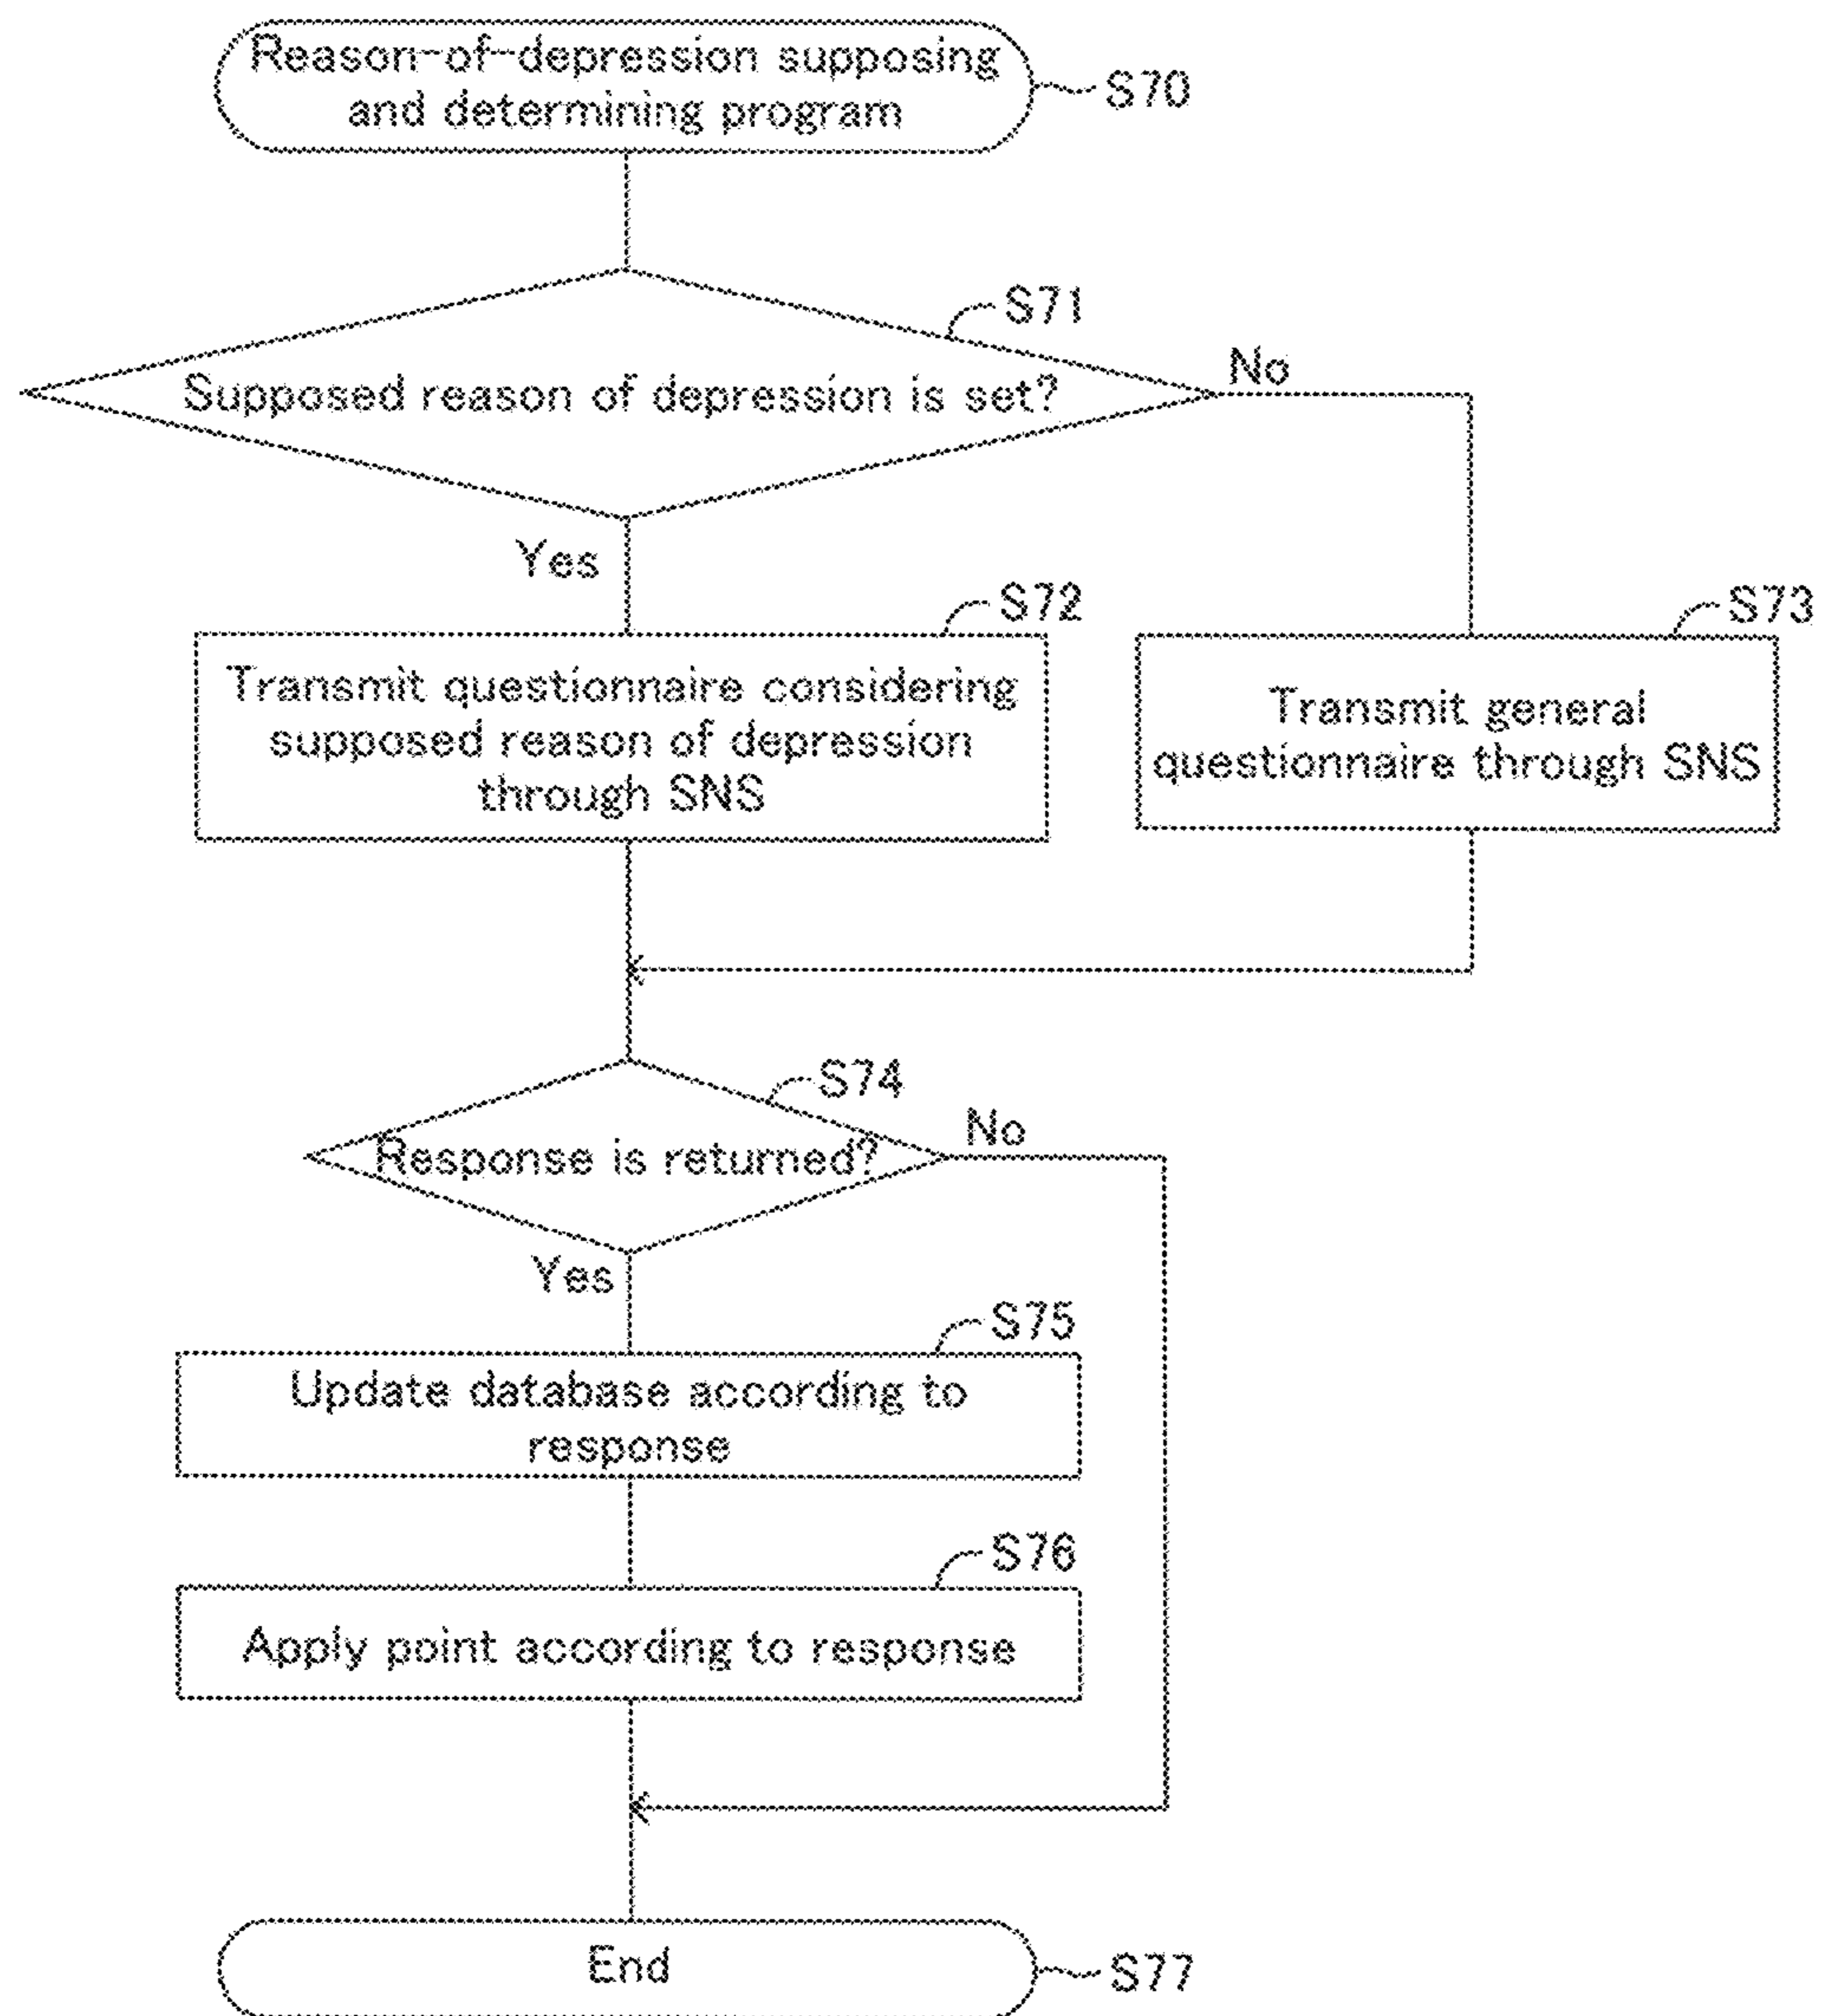 Reason-of-depression supposing
and determining program
S70
S71
Supposed reason of depression is set?
No
Yes
S72
S73
Transmit questionnaire considering
supposed reason of depression
through SNS
Transmit general
questionnaire through SNS
S74
Response is returned?
No
Yes
S75
Update database according to
response
S76
Apply point according to response
End
S77